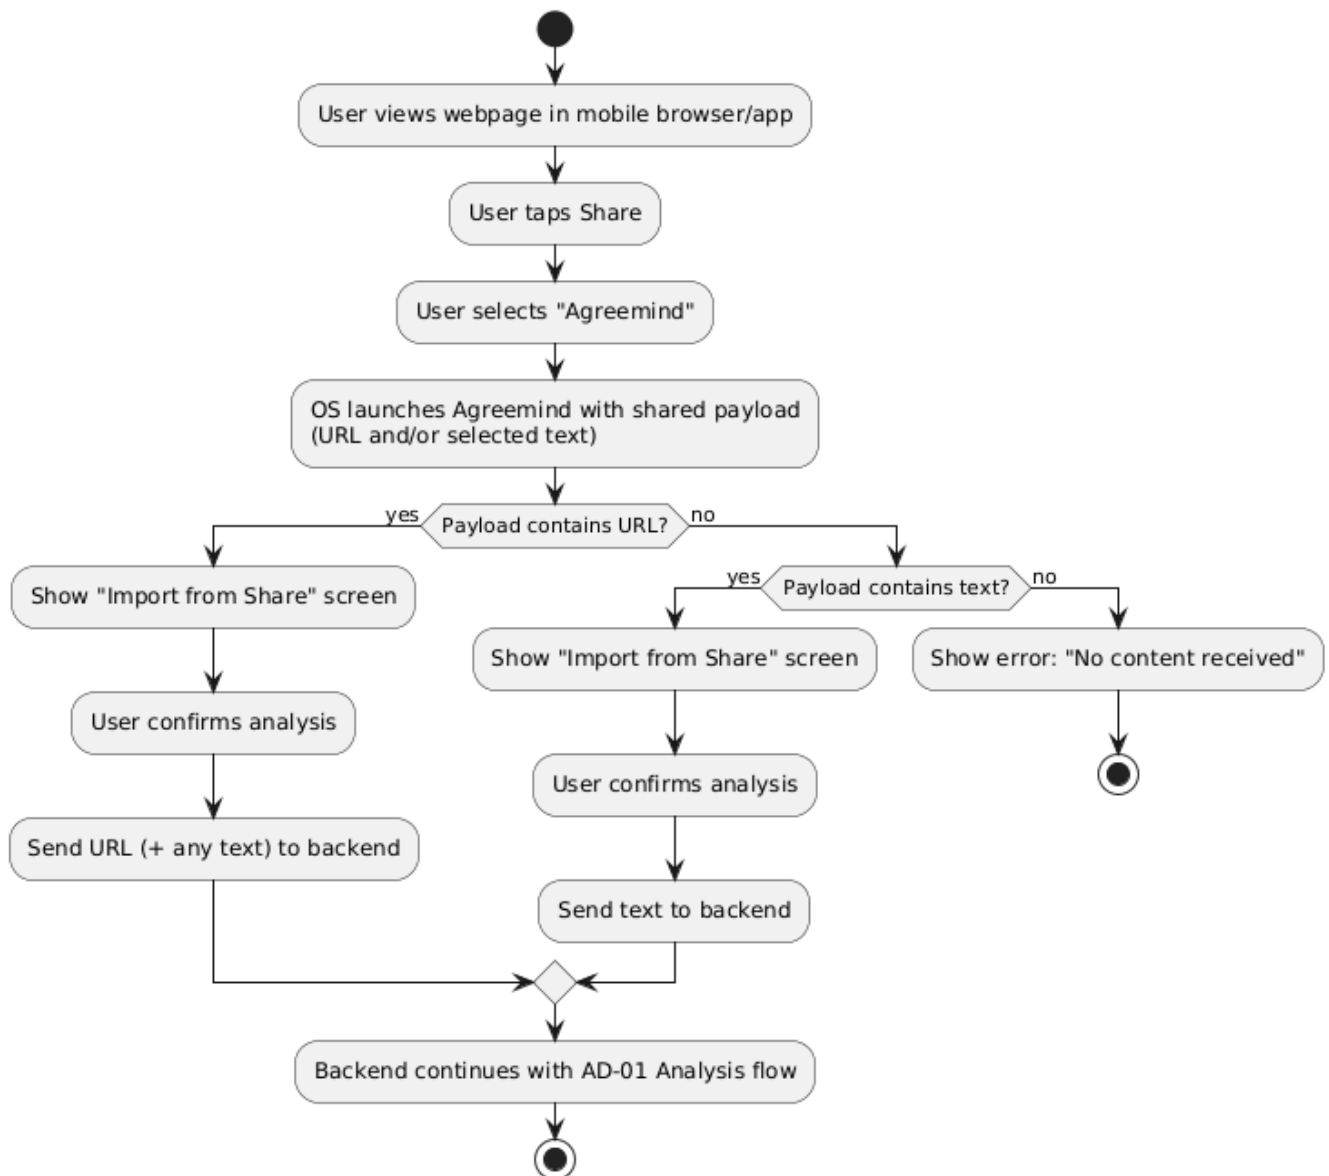 User views webpage in mobile browser/app
User taps Share
User selects "Agreemind"
OS launches Agreemind with shared payload
(URL and/or selected text)
yes
Payload contains URL?
no
Show "Import from Share" screen
User confirms analysis
Send URL (+ any text) to backend
yes
Payload contains text?
no
Show "Import from Share" screen
User confirms analysis
Send text to backend
Show error: "No content received"
Backend continues with AD-01 Analysis flow